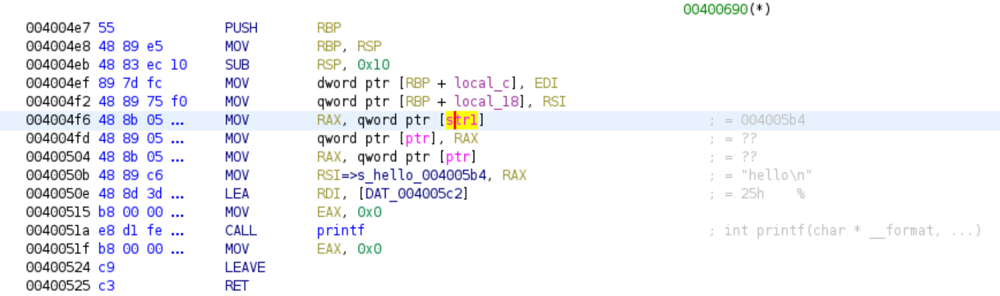 00400690(*)
004004e7 55 PUSH RBP
004004e8 48 89 e5 MOV RBP, RSP
004004eb 48 83 ec 10 SUB RSP, 0x10
004004ef 89 7d fc MOV dword ptr [RBP + local_c], EDI
004004f2 48 89 75 f0 MOV qword ptr [RBP + local_18], RSI
004004f6 48 8b 05 ... MOV RAX, qword ptr [str1] ; = 004005b4
004004fd 48 89 05 ... MOV qword ptr [ptr], RAX ; = ??
00400504 48 8b 05 ... MOV RAX, qword ptr [ptr] ; = ??
0040050b 48 89 c6 MOV RSI=>s_hello_004005b4, RAX ; = "hello\n"
0040050e 48 8d 3d ... LEA RDI, [DAT_004005c2] ; = 25h %
00400515 b8 00 00 ... MOV EAX, 0x0
0040051a e8 d1 fe ... CALL printf ; int printf(char * __format, ...)
0040051f b8 00 00 ... MOV EAX, 0x0
00400524 c9 LEAVE
00400525 c3 RET